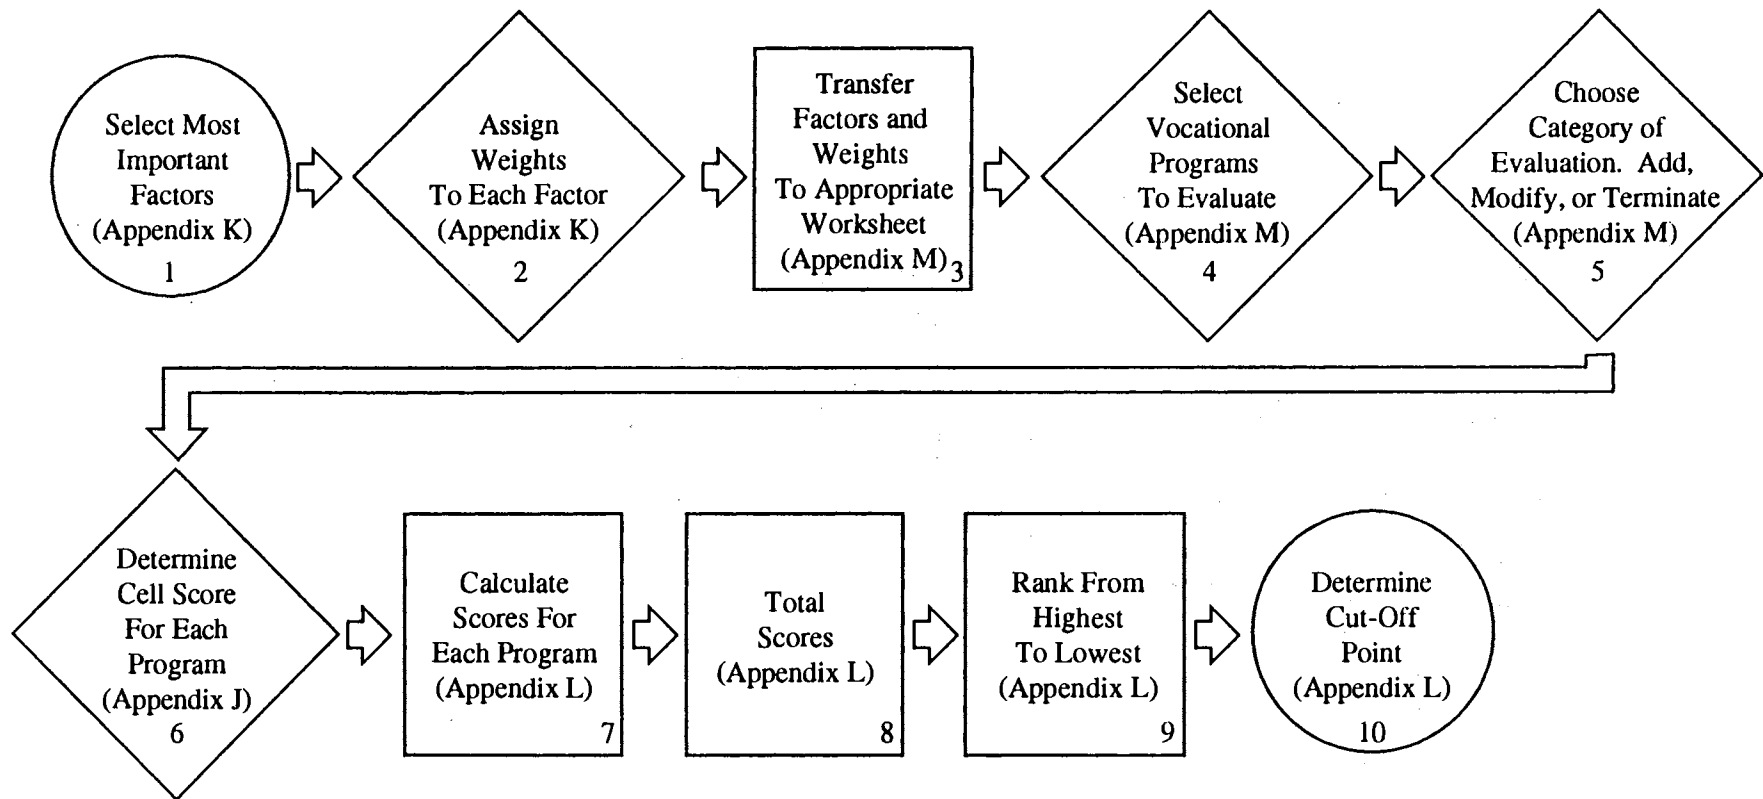 Select Most
Important
Factors
(Appendix K)
1
Assign
Weights
To Each Factor
(Appendix K)
2
Transfer
Factors and
Weights
To Appropriate
Worksheet
(Appendix M)
3
Select
Vocational
Programs
To Evaluate
(Appendix M)
4
Choose
Category of
Evaluation. Add,
Modify, or Terminate
(Appendix M)
5
Determine
Cell Score
For Each
Program
(Appendix J)
6
Calculate
Scores For
Each Program
(Appendix L)
7
Total
Scores
(Appendix L)
8
Rank From
Highest
To Lowest
(Appendix L)
9
Determine
Cut-Off
Point
(Appendix L)
10